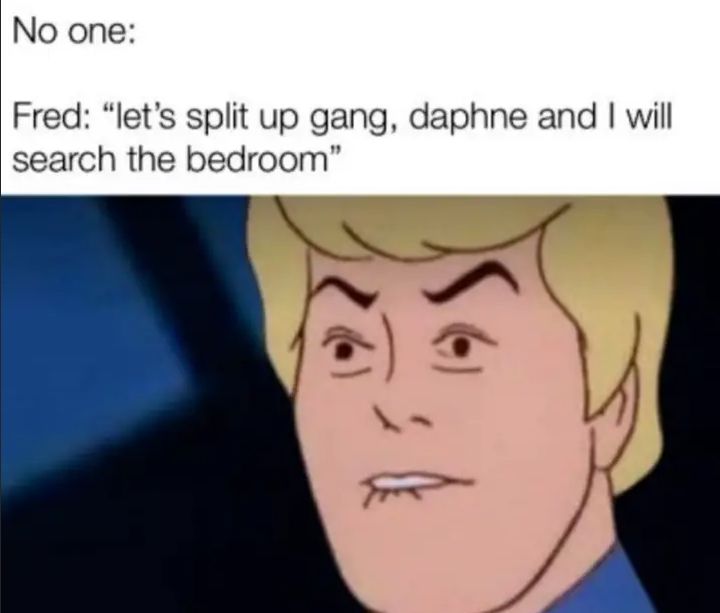 No one:
Fred: “let’s split up gang, daphne and I will
search the bedroom”